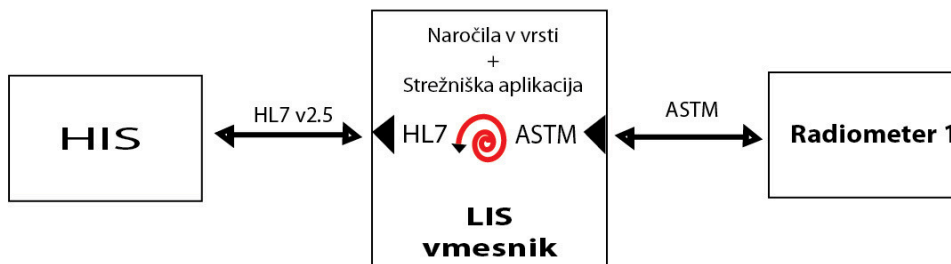 HIS
HL7 v2.5
Naročila v vrsti
+
Strežniška aplikacija
HL7 ASTM
LIS
vmesnik
ASTM
Radiometer 1